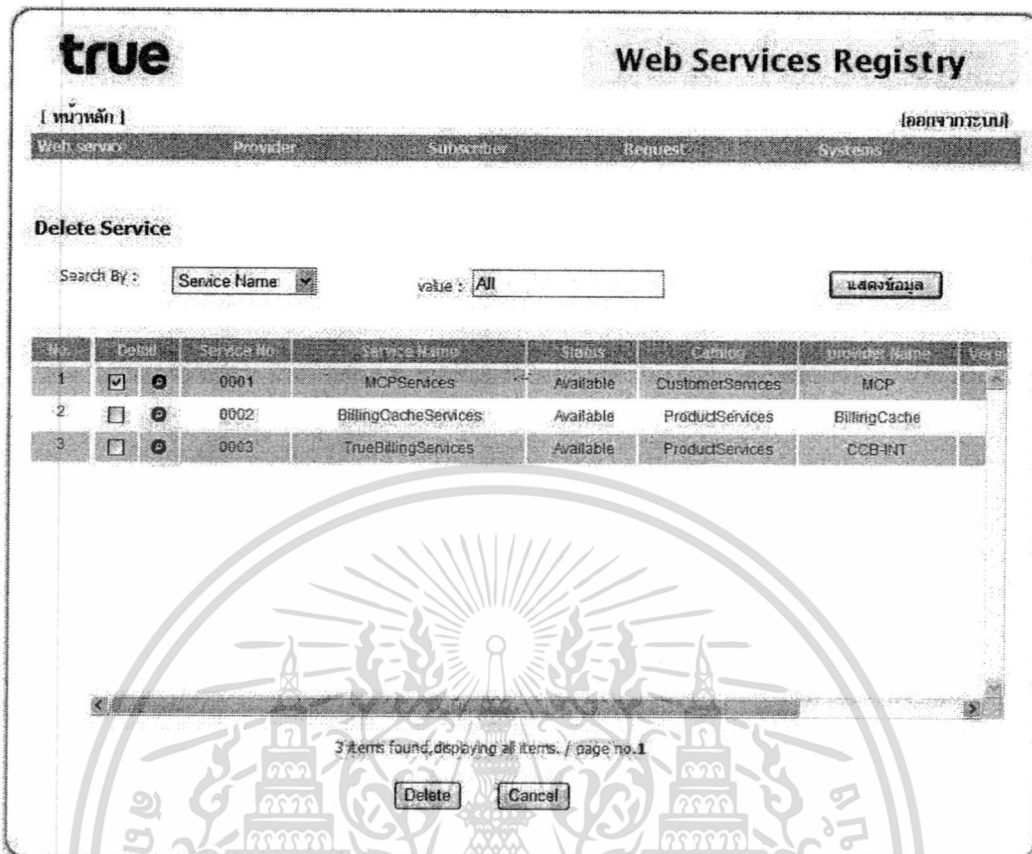 true
Web Services Registry
[ หน้าหลัก ]
[ออกจากระบบ]
Web service Provider Subscriber Request Systems
Delete Service
Search By : Service Name value : All แสดงข้อมูล
No. Detail Service No. Service Name Status Catalog provider Name
1 0001 MCPServices Available CustomerServices MCP
2 0002 BillingCacheServices Available ProductServices BillingCache
3 0003 TrueBillingServices Available ProductServices CCB-INT
3 items found,displaying all items. / page no.1
Delete Cancel